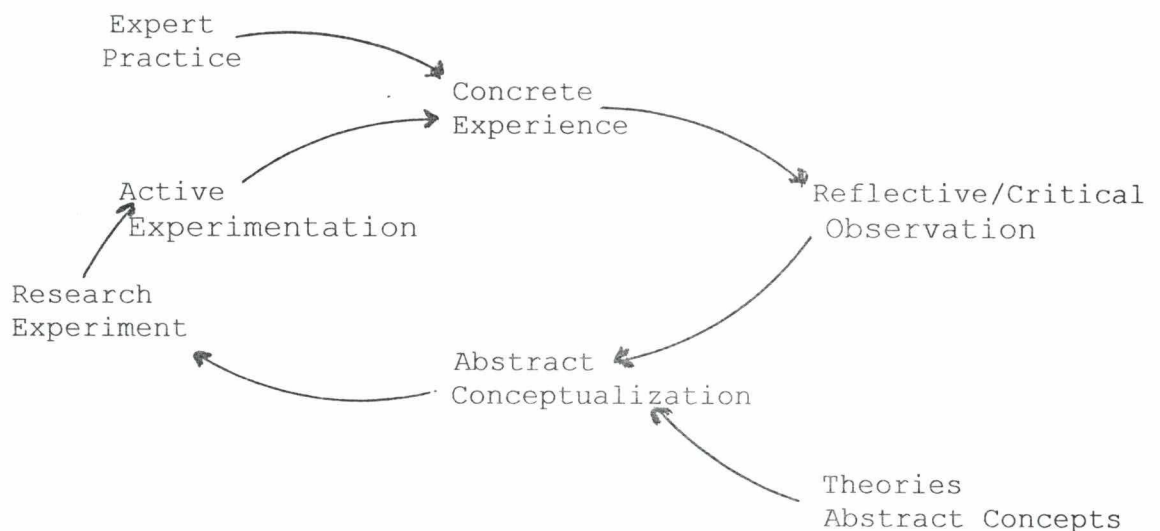 Expert
Practice
Concrete
Experience
Active
Experimentation
Reflective/Critical
Observation
Research
Experiment
Abstract
Conceptualization
Theories
Abstract Concepts